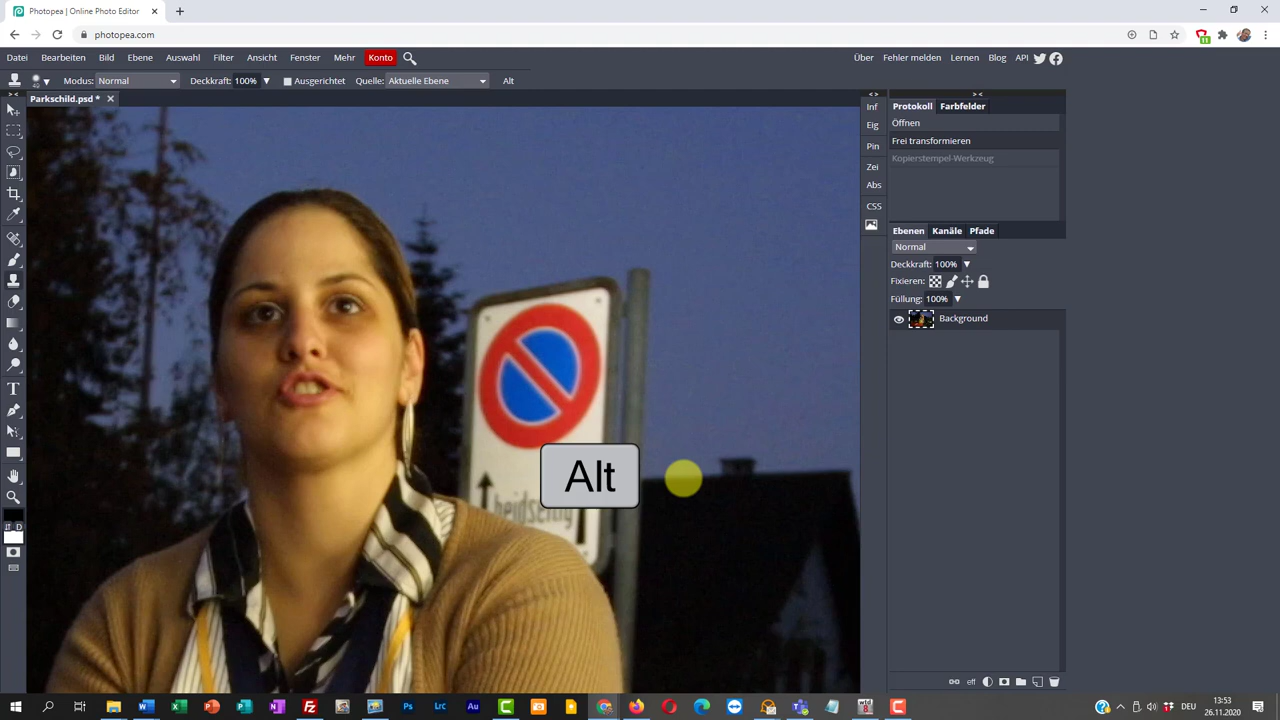 Photopea | Online Photo Editor
photopea.com
11
Datei Bearbeiten Bild Ebene Auswahl Filter Ansicht Fenster Mehr Konto
Über Fehler melden Lernen Blog API
Modus: Normal Deckkraft: 100% Ausgerichtet Quelle: Aktuelle Ebene Alt
Parkschild.psd *
Inf
Eig
Pin
Zei
Abs
CSS
Protokoll Farbfelder
Öffnen
Frei transformieren
Kopierstempel-Werkzeug
Ebenen Kanäle Pfade
Normal
Deckkraft: 100%
Fixieren:
Füllung: 100%
Background
Alt
beidseitig
eff
DEU
13:53
26.11.2020